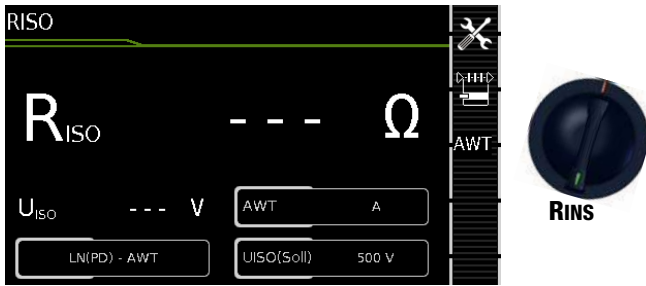 RISO
RISO --- Ω
AWT
UISO --- V
AWT A
LN(PD) - AWT
UISO(Soll) 500 V
RINS